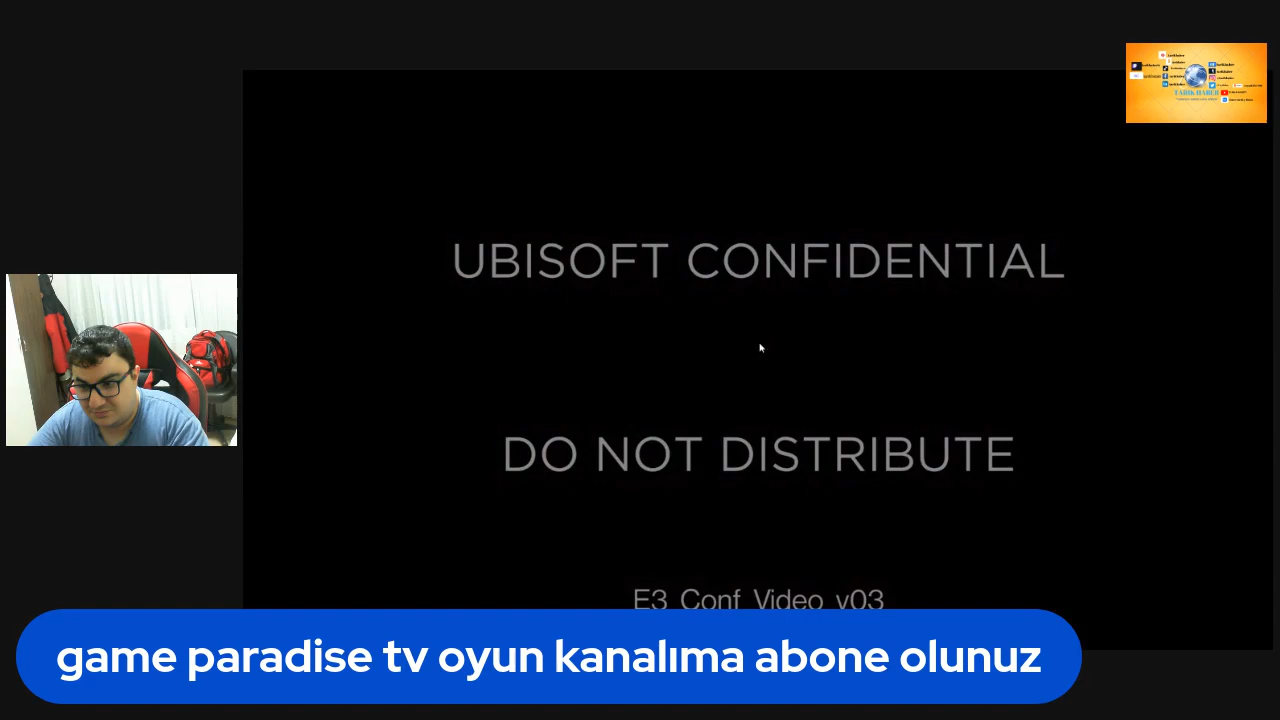 UBISOFT CONFIDENTIAL
DO NOT DISTRIBUTE
E3 Conf Video v03
game paradise tv oyun kanalıma abone olunuz